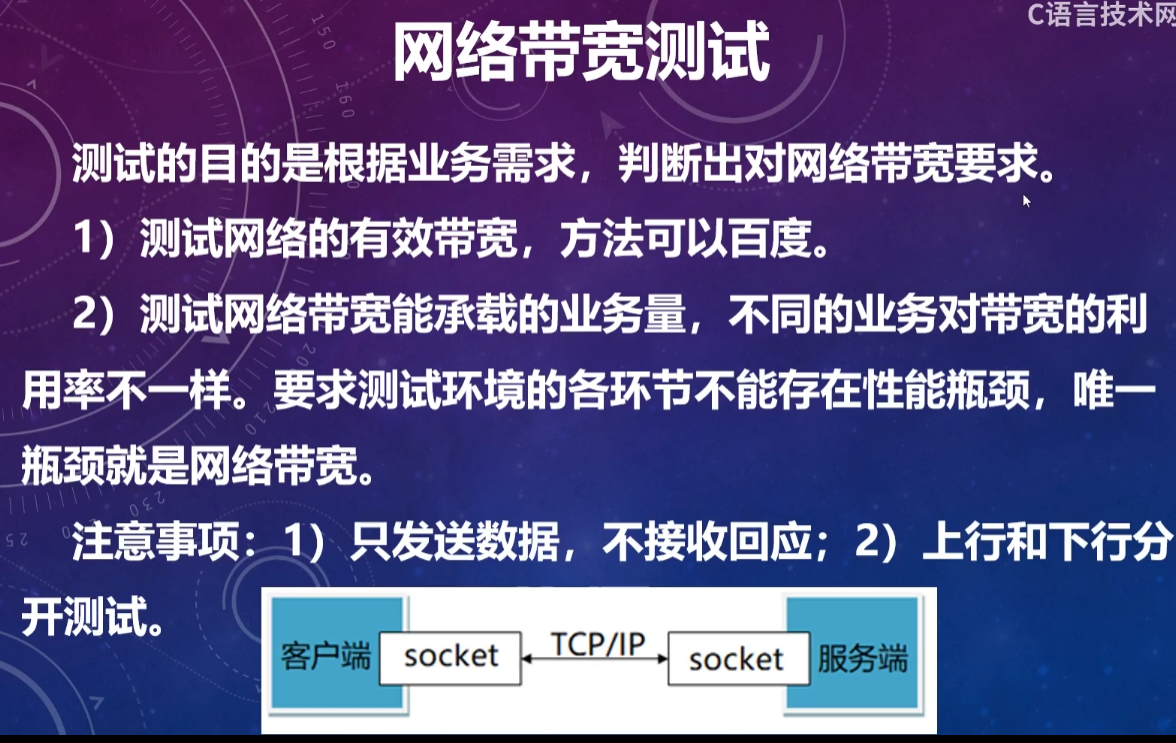 C语言技术网
网络带宽测试
测试的目的是根据业务需求，判断出对网络带宽要求。
1）测试网络的有效带宽，方法可以百度。
2）测试网络带宽能承载的业务量，不同的业务对带宽的利
用率不一样。要求测试环境的各环节不能存在性能瓶颈，唯一
瓶颈就是网络带宽。
注意事项：1）只发送数据，不接收回应；2）上行和下行分
开测试。
客户端 socket TCP/IP socket 服务端
150
160
210
230